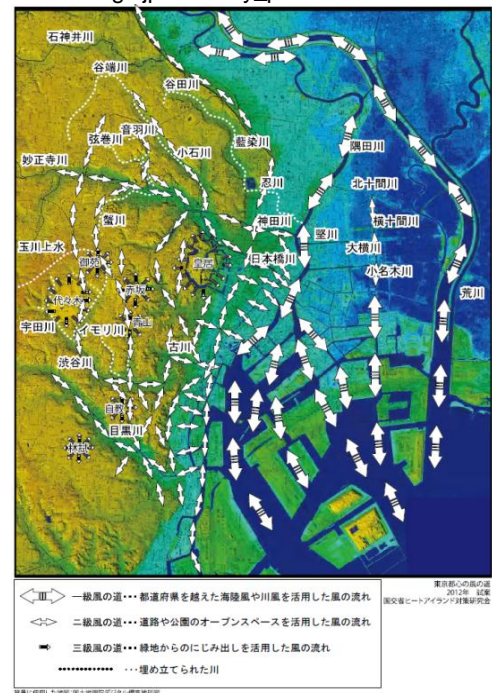 石神井川
谷端川
谷田川
音羽川
弦巻川
小石川
藍染川
隅田川
妙正寺川
忍川
北十間川
蟹川
神田川
横十間川
竪川
玉川上水
御苑
皇居
日本橋川
大横川
小名木川
代々木
赤坂
荒川
宇田川
イモリ川
青山
古川
渋谷川
自教
目黒川
林試
東京都心の風の道
2012年 試案
国交省ヒートアイランド対策研究会
一級風の道・・・都道府県を越えた海陸風や川風を活用した風の流れ
二級風の道・・・道路や公園のオープンスペースを活用した風の流れ
三級風の道・・・緑地からのにじみ出しを活用した風の流れ
・・・埋め立てられた川